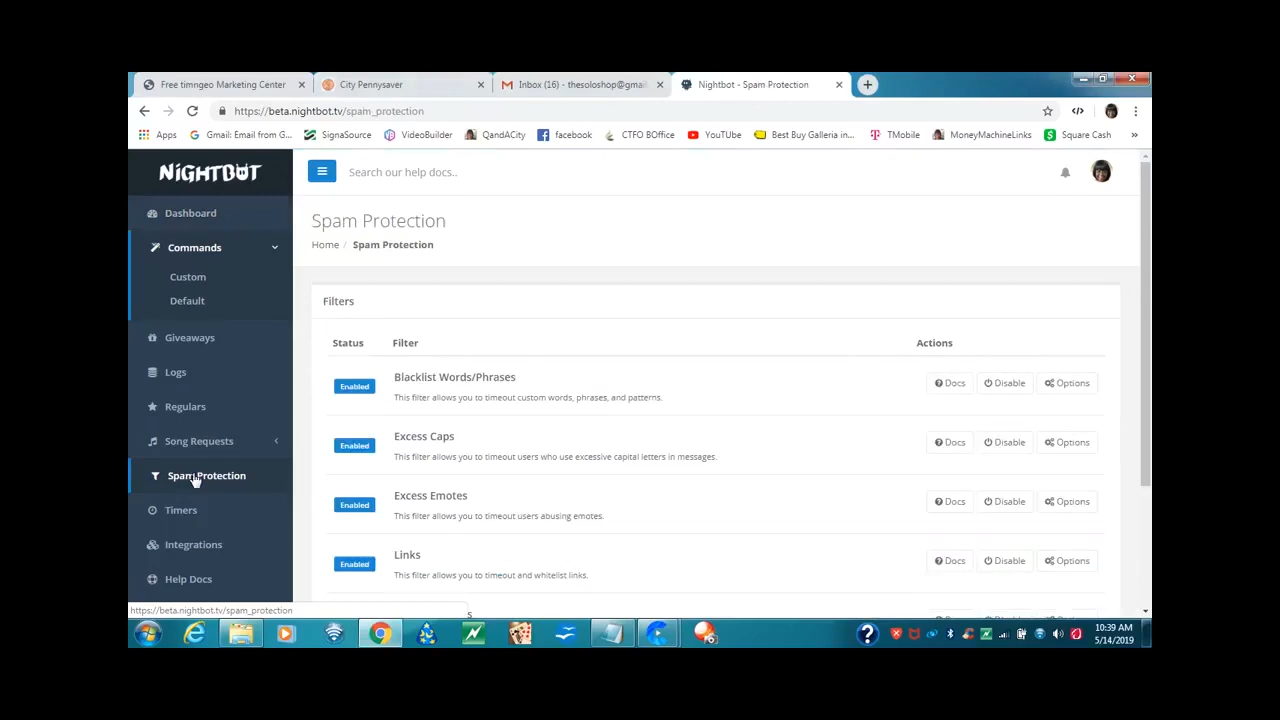 Free timngeo Marketing Center
City Pennysaver
Inbox (16) - thesoloshop@gmai
Nightbot - Spam Protection
https://beta.nightbot.tv/spam_protection
Apps
Gmail: Email from G...
SignaSource
VideoBuilder
QandACity
facebook
CTFO BOffice
YOUTUbe
Best Buy Galleria in...
TMobile
MoneyMachineLinks
Square Cash
»
NiGHTBOT
Search our help docs..
Dashboard
Commands
Custom
Default
Giveaways
Logs
Regulars
Song Requests
Spam Protection
Timers
Integrations
Help Docs
Spam Protection
Home / Spam Protection
Filters
Status Filter Actions
Enabled Blacklist Words/Phrases Docs Disable Options
This filter allows you to timeout custom words, phrases, and patterns.
Enabled Excess Caps Docs Disable Options
This filter allows you to timeout users who use excessive capital letters in messages.
Enabled Excess Emotes Docs Disable Options
This filter allows you to timeout users abusing emotes.
Enabled Links Docs Disable Options
This filter allows you to timeout and whitelist links.
https://beta.nightbot.tv/spam_protection
10:39 AM
5/14/2019